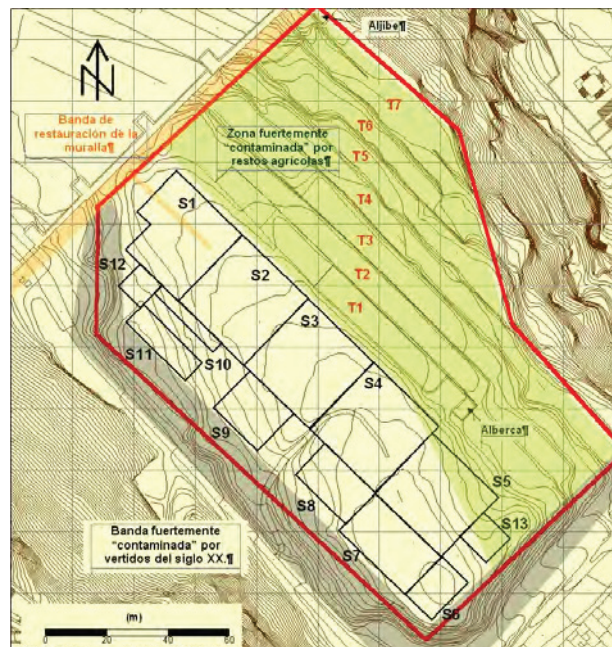 Aljibe¶
N
T7
Banda de
restauración de la
muralla¶
T6
Zona fuertemente
"contaminada" por
restos agrícolas¶
T5
T4
S1
T3
S12
S2
T2
S3
T1
S11
S10
S4
S9
Alberca¶
S5
S8
S13
Banda fuertemente
"contaminada" por
vertidos del siglo XX.¶
S7
S6
(m)
0 20 40 60